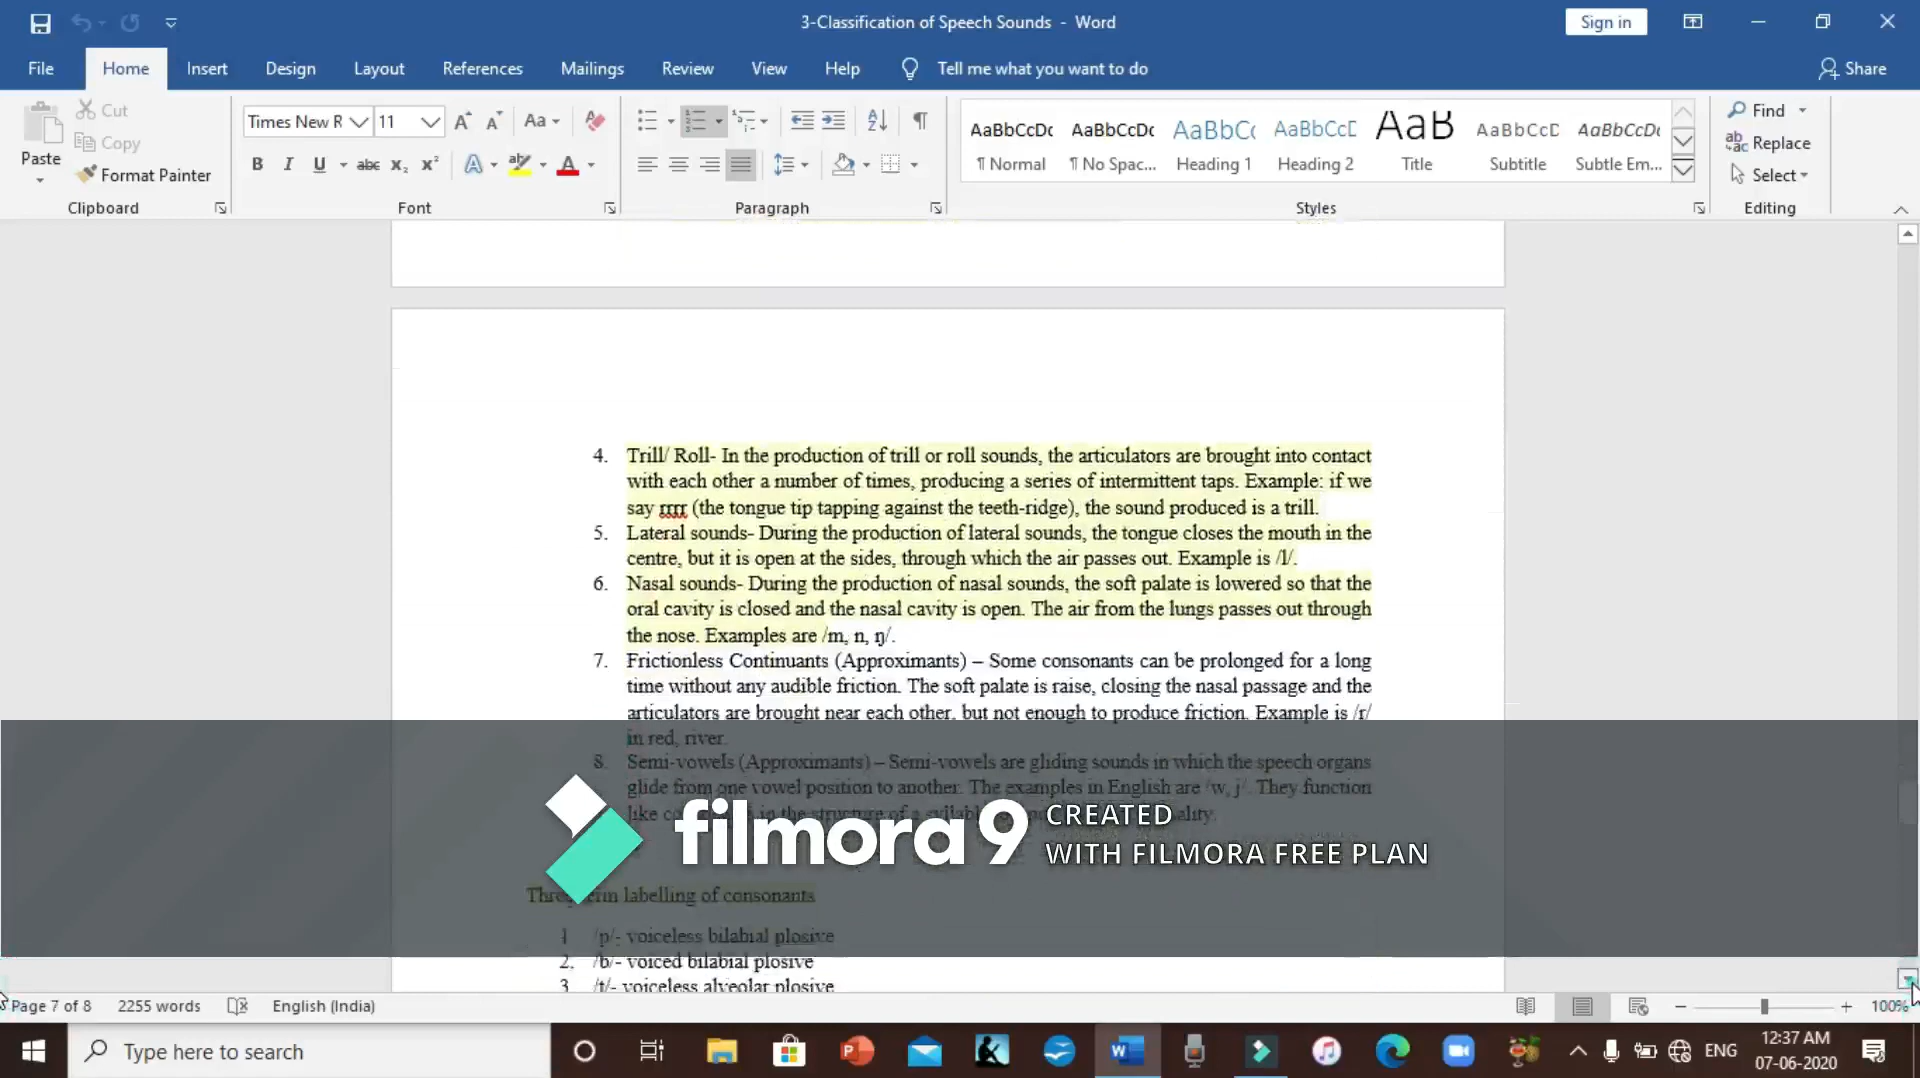 3-Classification of Speech Sounds - Word
Sign in
File Home Insert Design Layout References Mailings Review View Help Tell me what you want to do Share
Paste
Cut
Copy
Format Painter
Clipboard
Times New R 11
Aa
B I U abc x₂ x²
Font
Paragraph
AaBbCcDc AaBbCcDc AaBbC( AaBbCcD AaB AaBbCcD AaBbCcDc
¶ Normal ¶ No Spac... Heading 1 Heading 2 Title Subtitle Subtle Em...
Styles
Find
Replace
Select
Editing
4. Trill/ Roll- In the production of trill or roll sounds, the articulators are brought into contact
with each other a number of times, producing a series of intermittent taps. Example: if we
say rrrr (the tongue tip tapping against the teeth-ridge), the sound produced is a trill.
5. Lateral sounds- During the production of lateral sounds, the tongue closes the mouth in the
centre, but it is open at the sides, through which the air passes out. Example is /l/.
6. Nasal sounds- During the production of nasal sounds, the soft palate is lowered so that the
oral cavity is closed and the nasal cavity is open. The air from the lungs passes out through
the nose. Examples are /m, n, ŋ/.
7. Frictionless Continuants (Approximants) – Some consonants can be prolonged for a long
time without any audible friction. The soft palate is raise, closing the nasal passage and the
articulators are brought near each other, but not enough to produce friction. Example is /r/
in red, river.
8. Semi-vowels (Approximants) – Semi-vowels are gliding sounds in which the speech organs
glide from one vowel position to another. The examples in English are /w, j/. They function
like in the structure of a
filmora9 CREATED
WITH FILMORA FREE PLAN
labelling of consonants
1 /p/- voiceless bilabial plosive
2. /b/- voiced bilabial plosive
3 /t/- voiceless alveolar plosive
Page 7 of 8 2255 words English (India) 100%
Type here to search
ENG
12:37 AM
07-06-2020